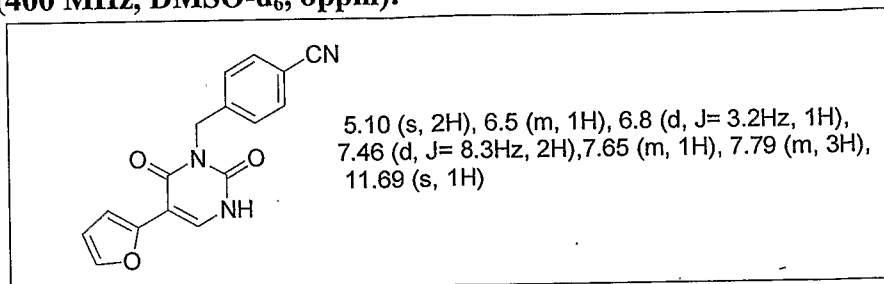 (400 MHz, DMSO-d6, δppm):
CN
5.10 (s, 2H), 6.5 (m, 1H), 6.8 (d, J= 3.2Hz, 1H),
7.46 (d, J= 8.3Hz, 2H),7.65 (m, 1H), 7.79 (m, 3H),
11.69 (s, 1H)
O N O
NH
O